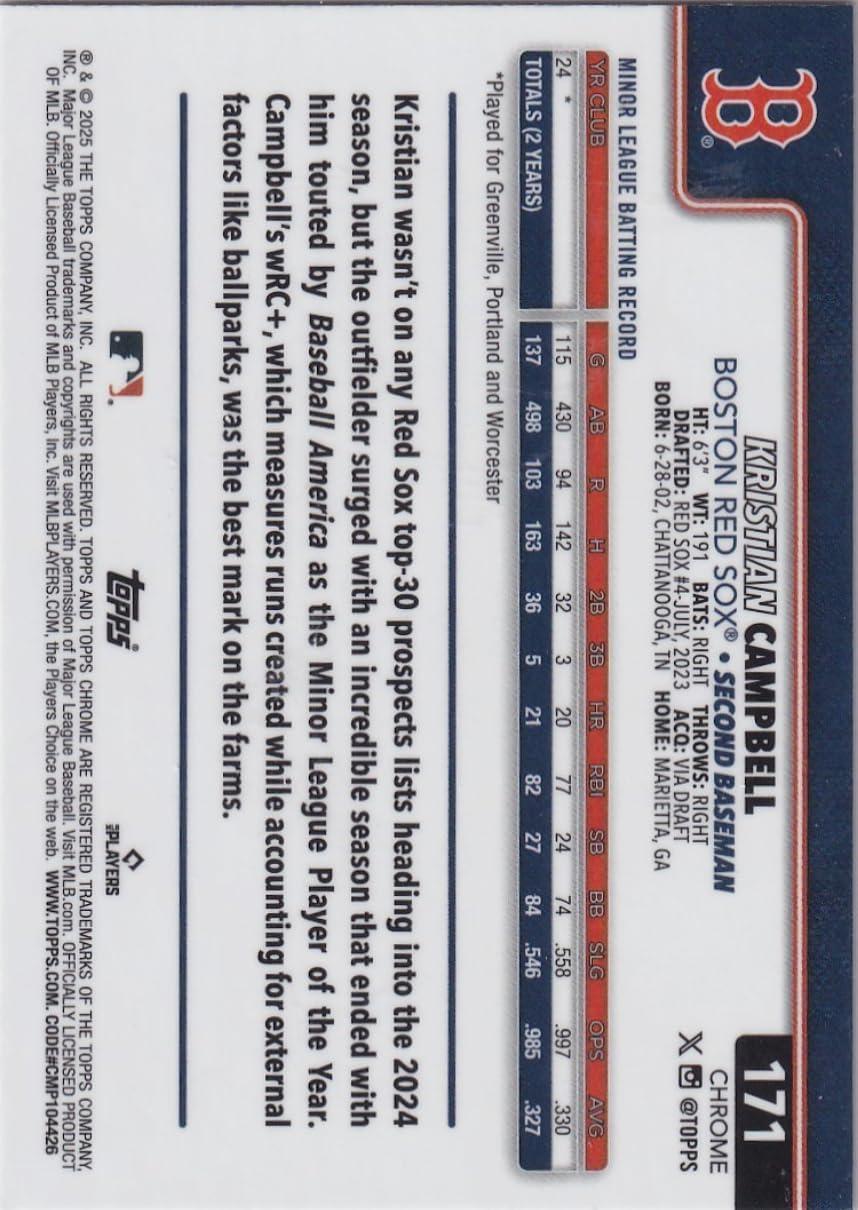 B®
171
KRISTIAN CAMPBELL
CHROME
BOSTON RED SOX® • SECOND BASEMAN
X @TOPPS
HT: 6'3" WT: 191 BATS: RIGHT THROWS: RIGHT
DRAFTED: RED SOX #4-JULY, 2023 ACQ: VIA DRAFT
BORN: 6-28-02, CHATTANOOGA, TN HOME: MARIETTA, GA
MINOR LEAGUE BATTING RECORD
YR CLUB G AB R H 2B 3B HR RBI SB BB SLG OPS AVG
24 * 115 430 94 142 32 3 20 77 24 74 .558 .997 .330
TOTALS (2 YEARS) 137 498 103 163 36 5 21 82 27 84 .546 .985 .327
*Played for Greenville, Portland and Worcester
Kristian wasn't on any Red Sox top-30 prospects lists heading into the 2024
season, but the outfielder surged with an incredible season that ended with
him touted by Baseball America as the Minor League Player of the Year.
Campbell's wRC+, which measures runs created while accounting for external
factors like ballparks, was the best mark on the farms.
topps®
PLAYERS
® & © 2025 THE TOPPS COMPANY, INC. ALL RIGHTS RESERVED. TOPPS AND TOPPS CHROME ARE REGISTERED TRADEMARKS OF THE TOPPS COMPANY,
INC. Major League Baseball trademarks and copyrights are used with permission of Major League Baseball. Visit MLB.com. OFFICIALLY LICENSED PRODUCT
OF MLB. Officially Licensed Product of MLB Players, Inc. Visit MLBPLAYERS.COM, the Players Choice on the web. WWW.TOPPS.COM. CODE#CMP104426